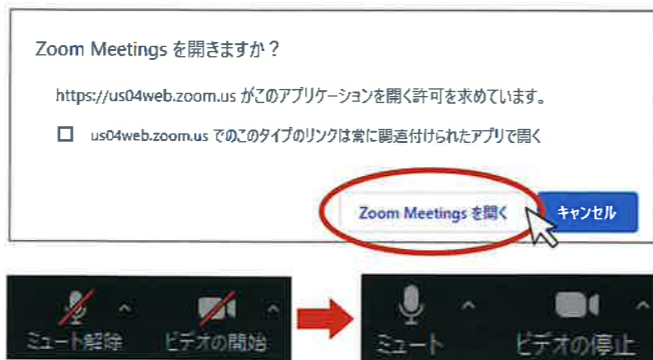 Zoom Meetings を開きますか？
https://us04web.zoom.us がこのアプリケーションを開く許可を求めています。
us04web.zoom.us でのこのタイプのリンクは常に関連付けられたアプリで開く
Zoom Meetings を開く キャンセル
ミュート解除 ビデオの開始 ミュート ビデオの停止